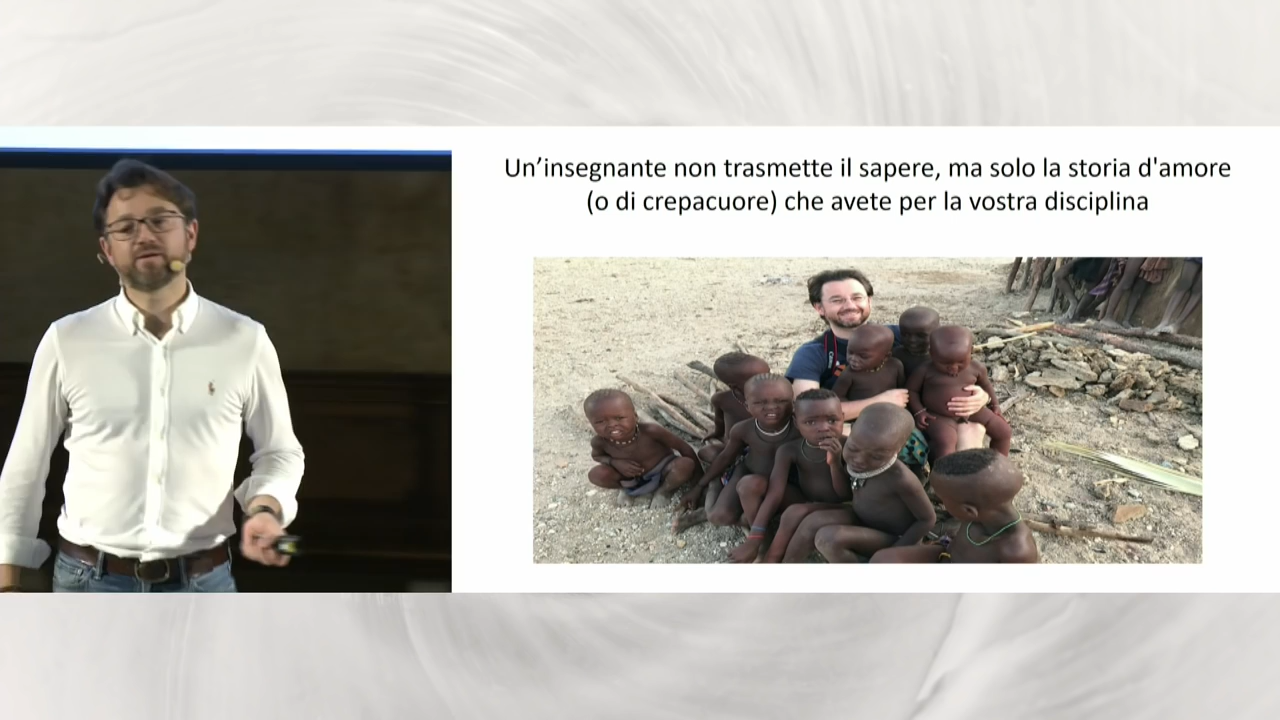 Un’insegnante non trasmette il sapere, ma solo la storia d'amore
(o di crepacuore) che avete per la vostra disciplina